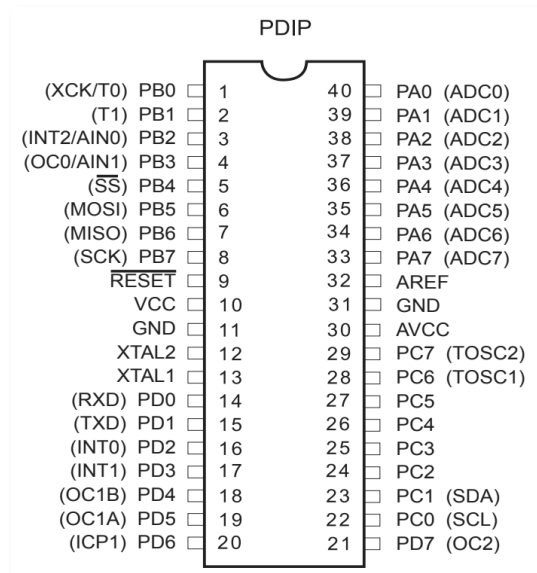 PDIP
(XCK/T0) PB0 1 40 PA0 (ADC0)
(T1) PB1 2 39 PA1 (ADC1)
(INT2/AIN0) PB2 3 38 PA2 (ADC2)
(OC0/AIN1) PB3 4 37 PA3 (ADC3)
(SS) PB4 5 36 PA4 (ADC4)
(MOSI) PB5 6 35 PA5 (ADC5)
(MISO) PB6 7 34 PA6 (ADC6)
(SCK) PB7 8 33 PA7 (ADC7)
RESET 9 32 AREF
VCC 10 31 GND
GND 11 30 AVCC
XTAL2 12 29 PC7 (TOSC2)
XTAL1 13 28 PC6 (TOSC1)
(RXD) PD0 14 27 PC5
(TXD) PD1 15 26 PC4
(INT0) PD2 16 25 PC3
(INT1) PD3 17 24 PC2
(OC1B) PD4 18 23 PC1 (SDA)
(OC1A) PD5 19 22 PC0 (SCL)
(ICP1) PD6 20 21 PD7 (OC2)